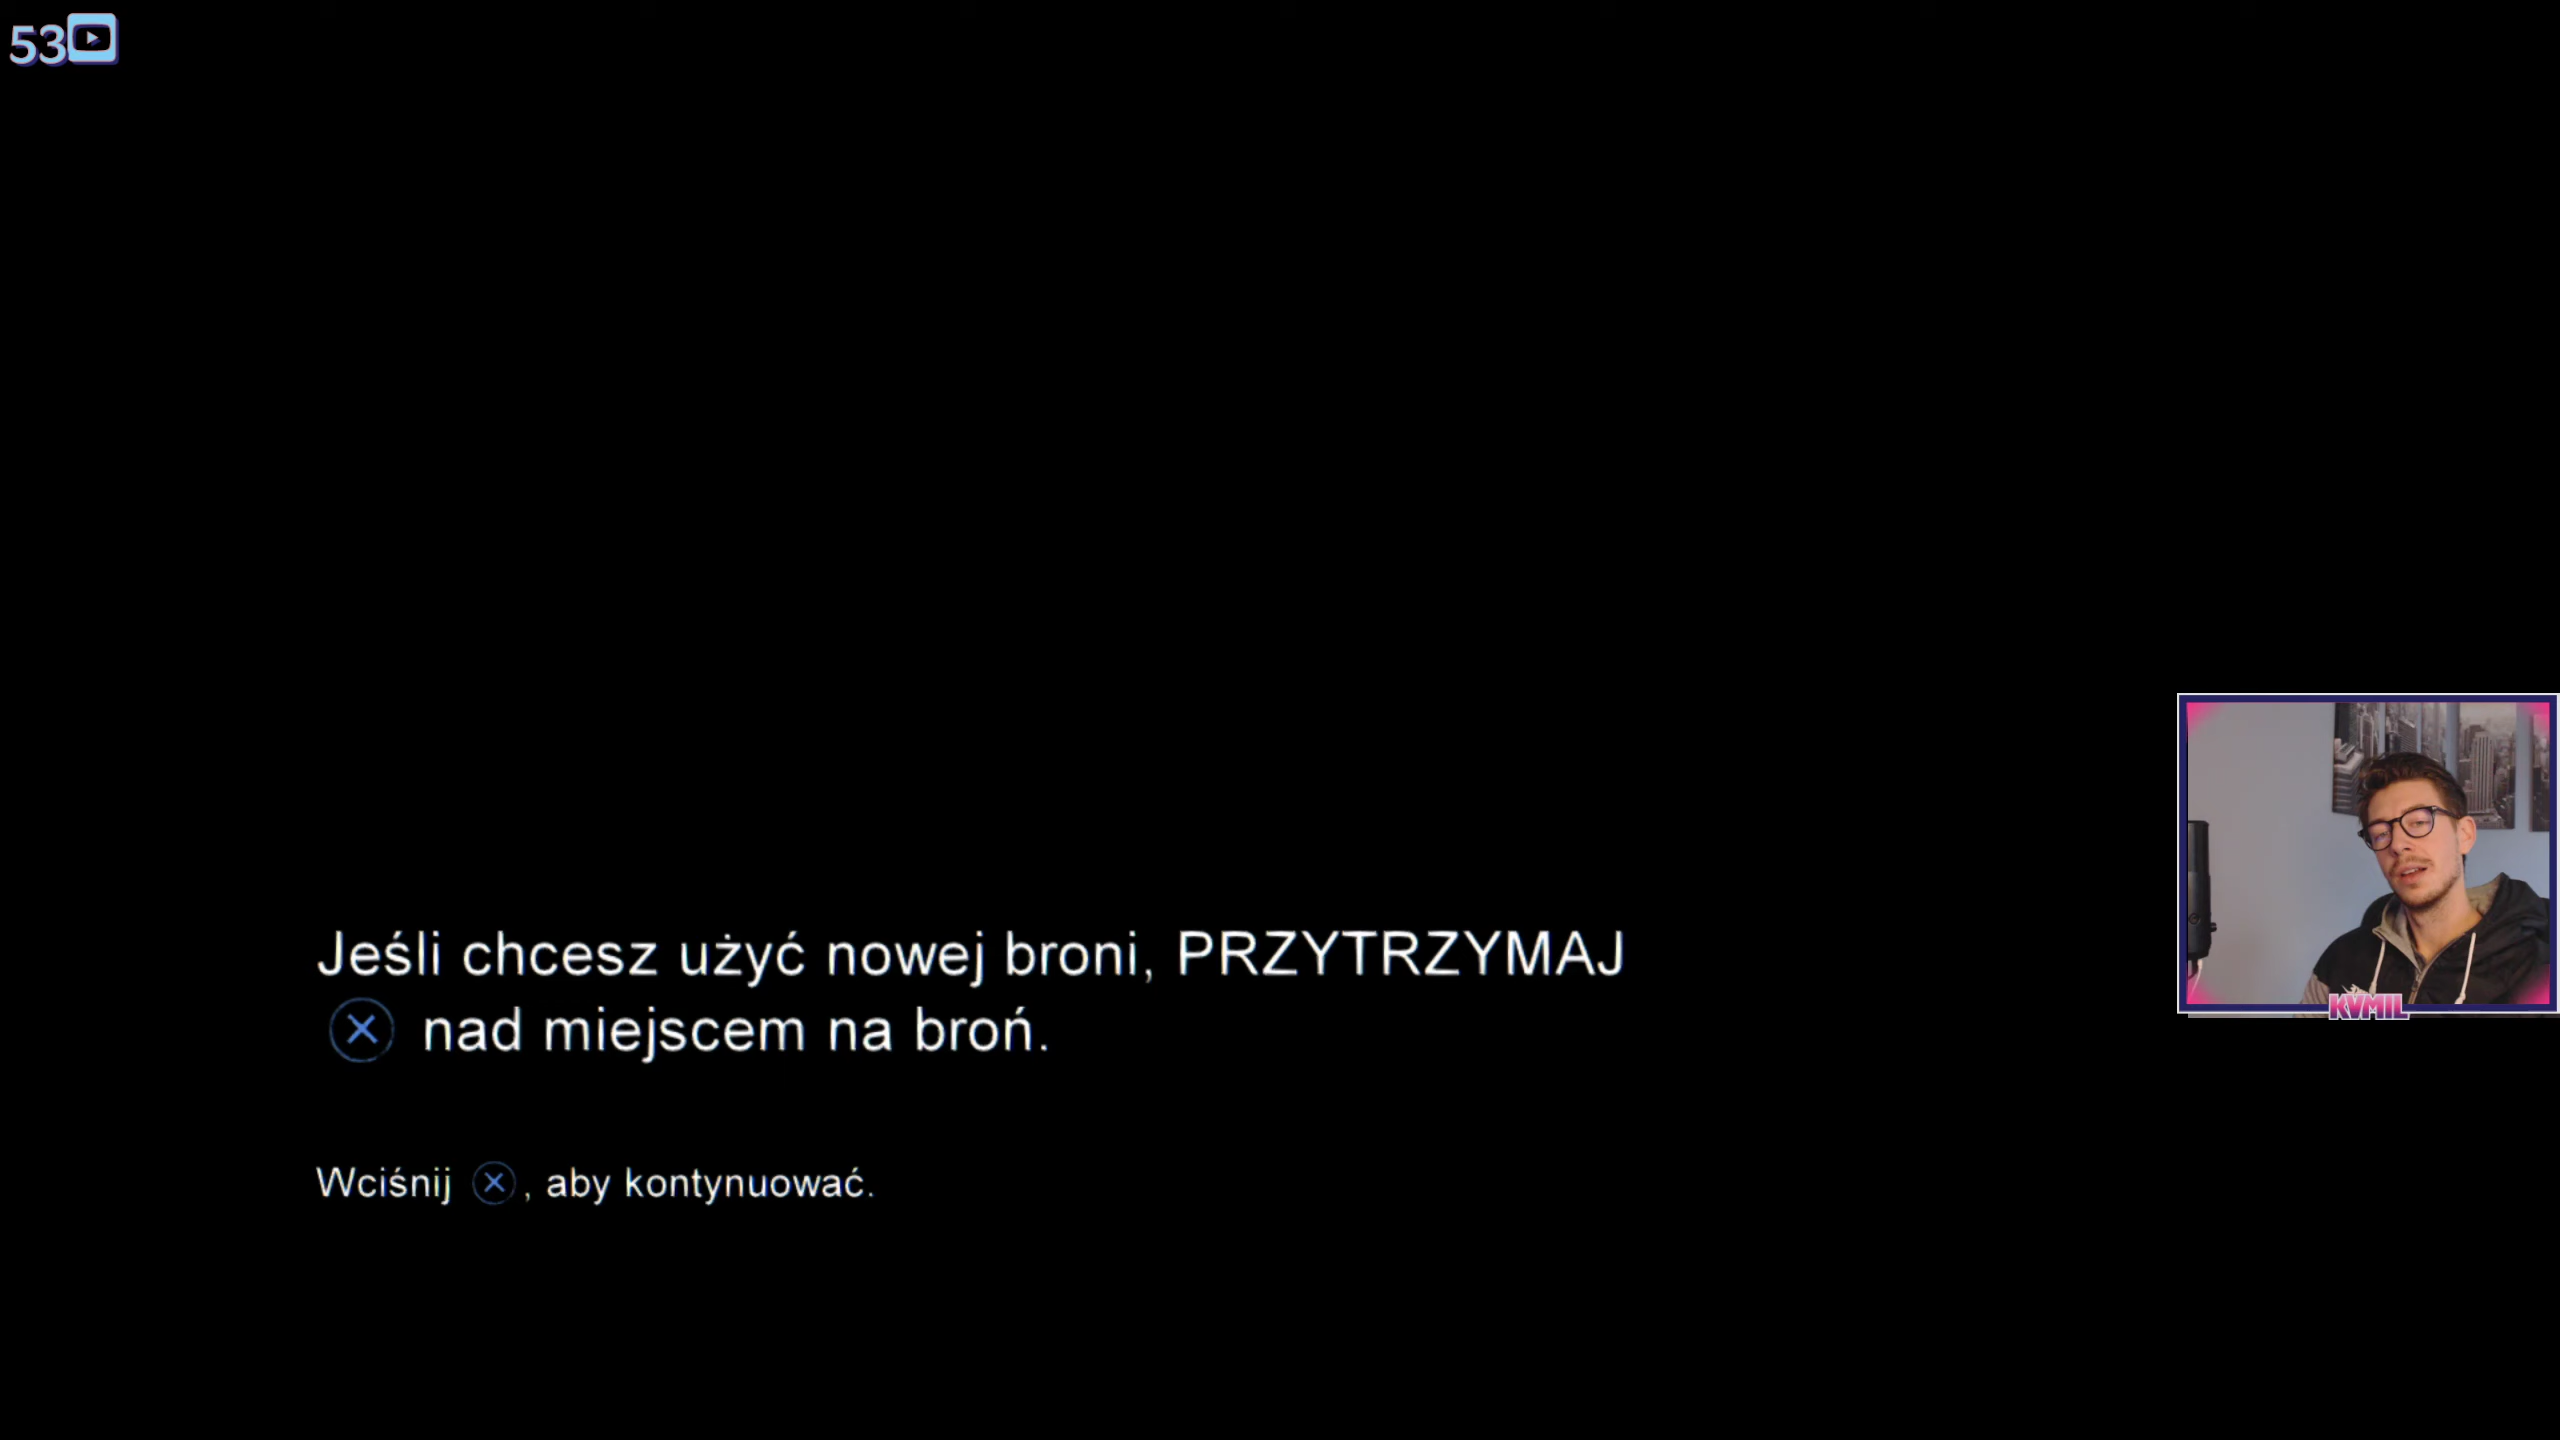 53
Jeśli chcesz użyć nowej broni, PRZYTRZYMAJ
nad miejscem na broń.
Wciśnij , aby kontynuować.
KVMIL